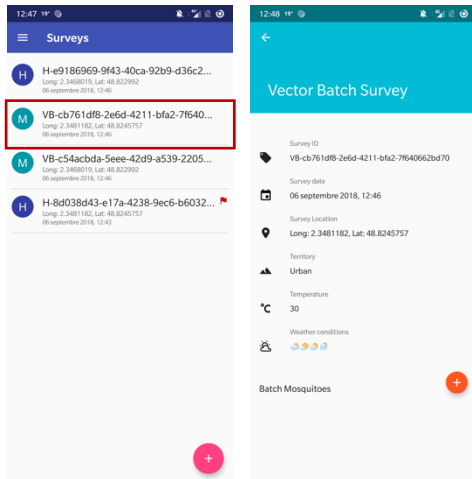 12:47 19°
Surveys
H
H-e9186969-9f43-40ca-92b9-d36c2...
Long: 2.3468019, Lat: 48.822992
06 septembre 2018, 12:46
M
VB-cb761df8-2e6d-4211-bfa2-7f640...
Long: 2.3481182, Lat: 48.8245757
06 septembre 2018, 12:46
M
VB-c54acbda-5eee-42d9-a539-2205...
Long: 2.3468019, Lat: 48.822992
06 septembre 2018, 12:46
H
H-8d038d43-e17a-4238-9ec6-b6032...
Long: 2.3481182, Lat: 48.8245757
06 septembre 2018, 12:43
12:48 19°
Vector Batch Survey
Survey ID
VB-cb761df8-2e6d-4211-bfa2-7f640662bd70
Survey date
06 septembre 2018, 12:46
Survey Location
Long: 2.3481182, Lat: 48.8245757
Territory
Urban
Temperature
°C
30
Weather conditions
Batch Mosquitoes